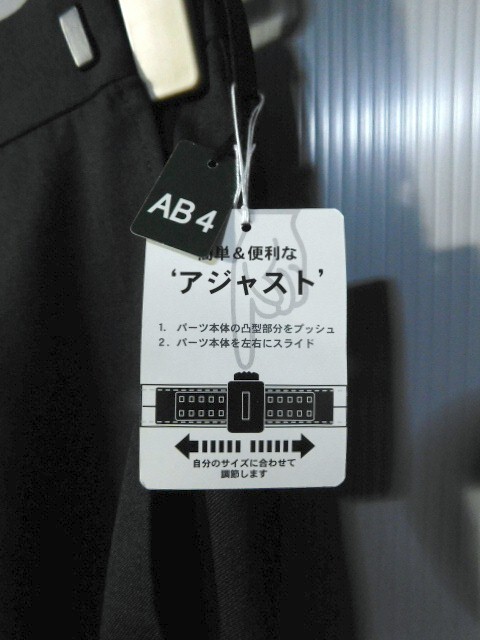 AB4
簡単&便利な
‘アジャスト’
1. パーツ本体の凸型部分をプッシュ
2. パーツ本体を左右にスライド
自分のサイズに合わせて
調節します